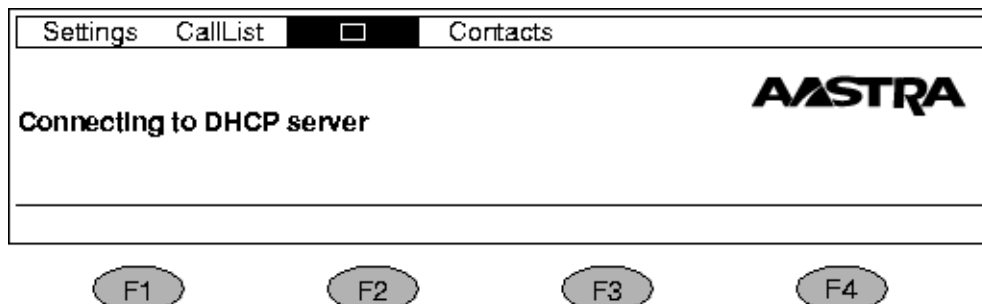 Settings CallList Contacts
AASTRA
Connecting to DHCP server
F1 F2 F3 F4